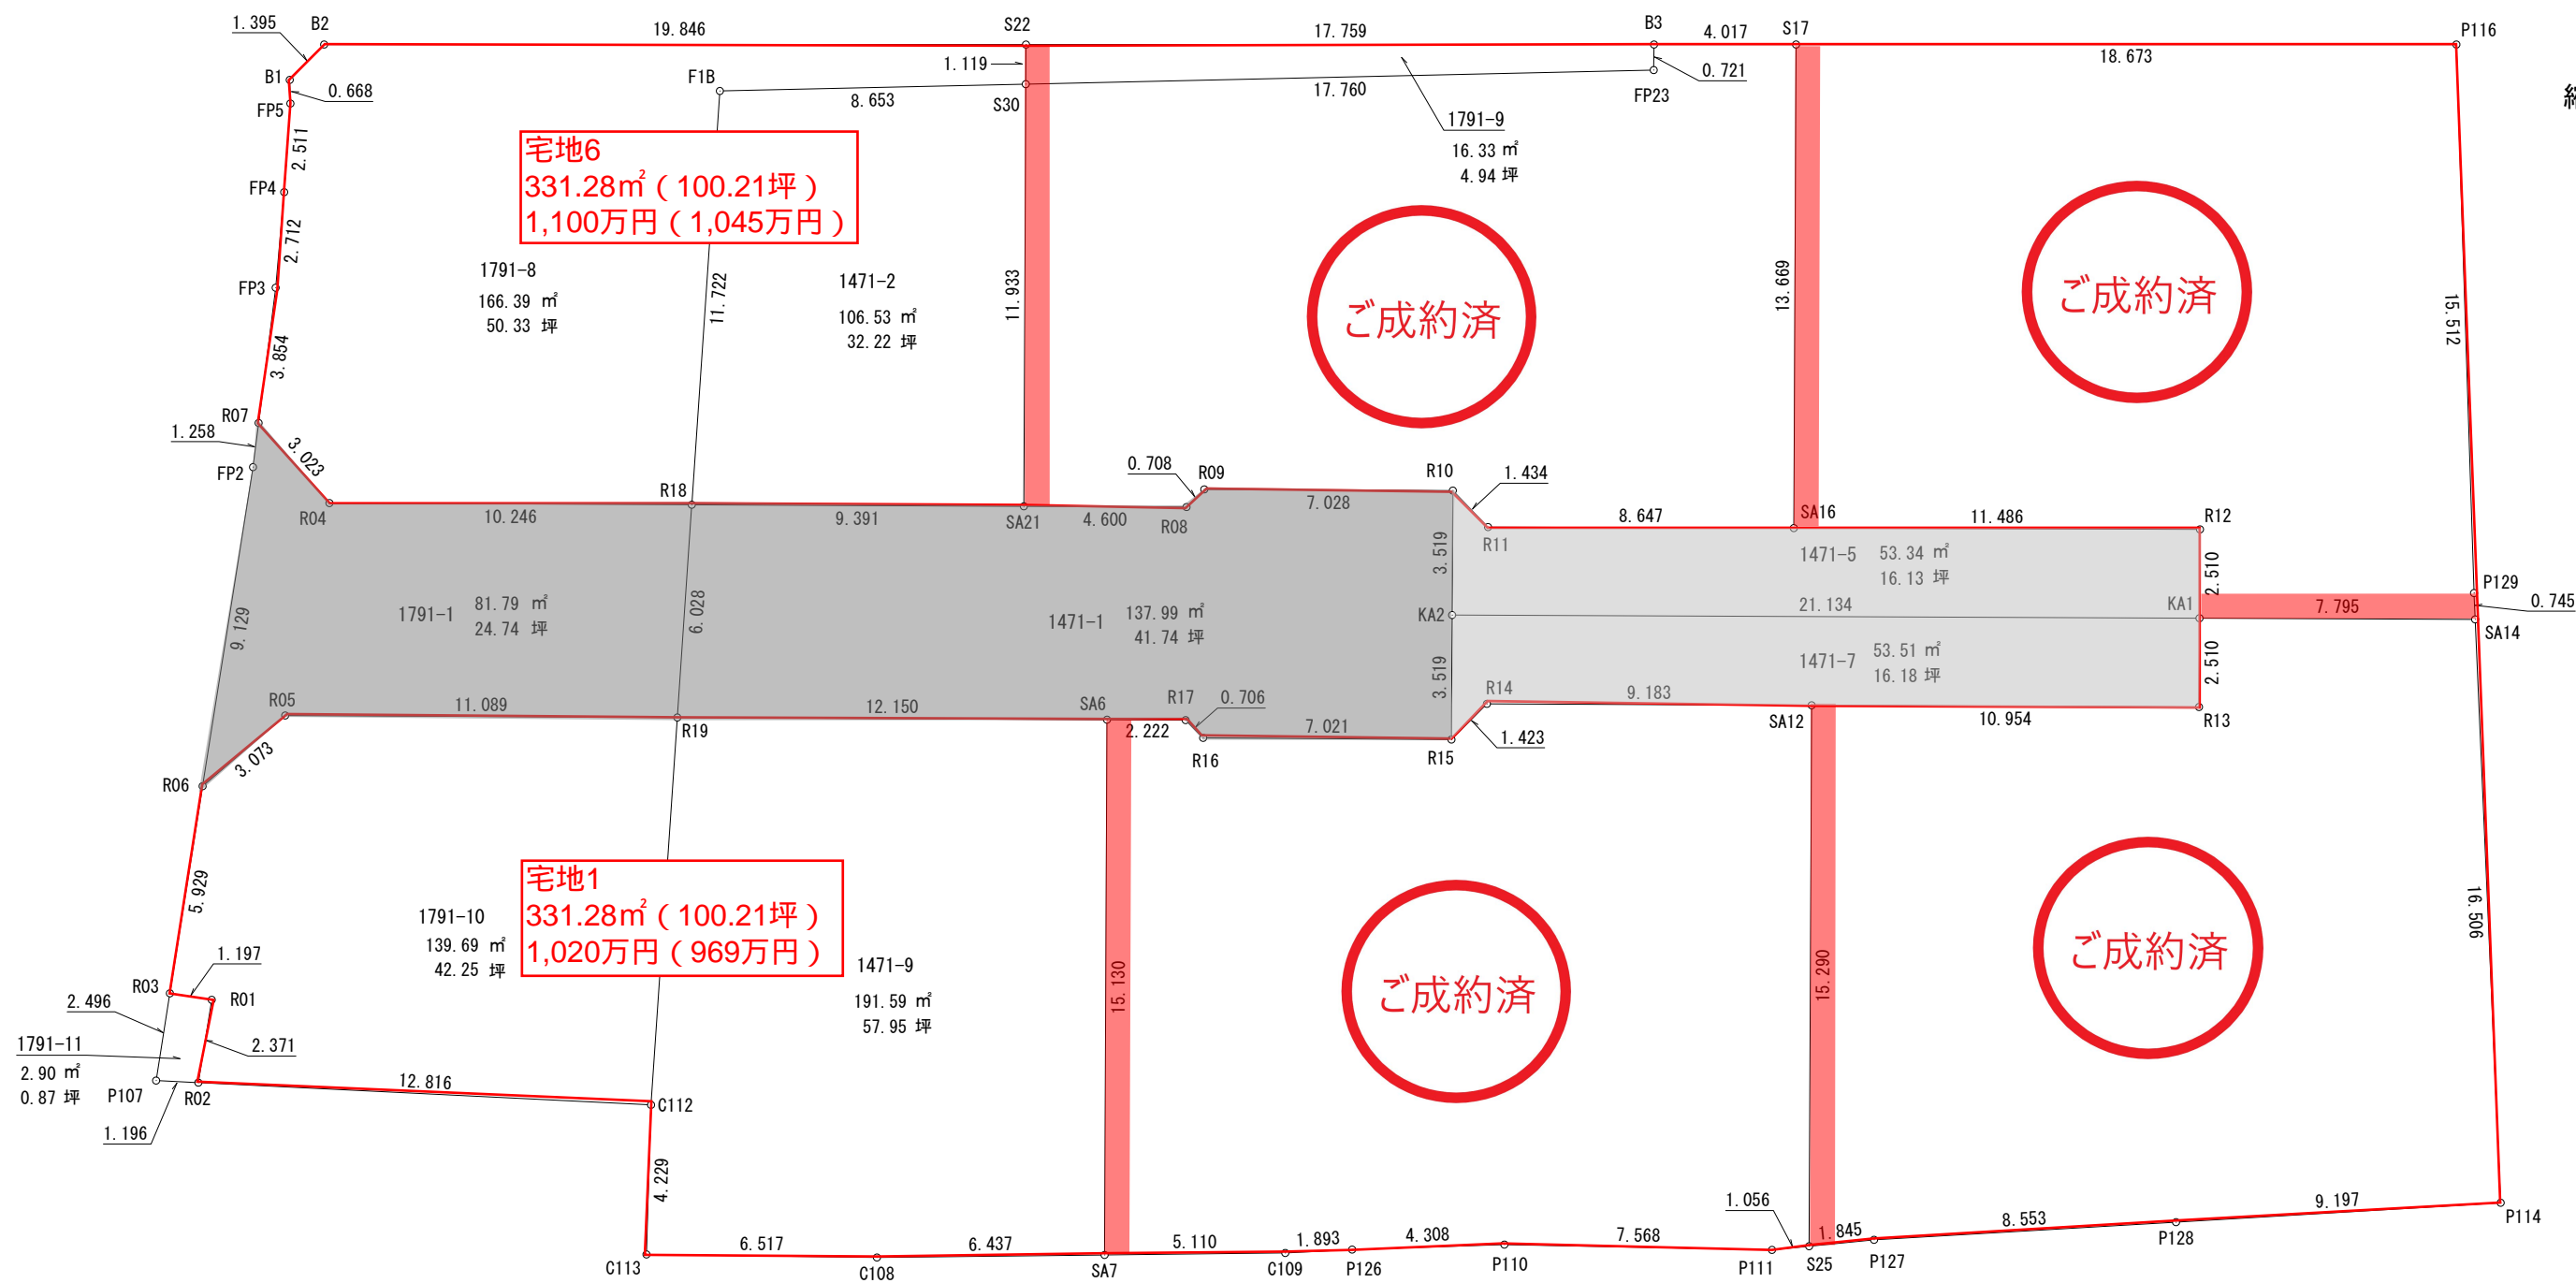 1.395
B2
19.846
S22
17.759
B3
4.017
S17
P116
18.673
B1
0.668
FP5
F1B
8.653
1.119
S30
17.760
0.721
FP23
1791-9
16.33 ㎡
4.94 坪
2.511
FP4
2.712
FP3
3.854
宅地6
331.28㎡(100.21坪)
1,100万円(1,045万円)
1791-8
166.39 ㎡
50.33 坪
11.722
1471-2
106.53 ㎡
32.22 坪
11.933
ご成約済
13.669
ご成約済
15.512
R07
1.258
FP2
3.023
R04
10.246
R18
9.391
SA21
4.600
0.708
R09
R08
7.028
R10
1.434
R11
8.647
SA16
11.486
R12
9.129
1791-1
81.79 ㎡
24.74 坪
6.028
1471-1
137.99 ㎡
41.74 坪
3.519
KA2
3.519
1471-5
53.34 ㎡
16.13 坪
21.134
KA1
2.510
7.795
P129
0.745
SA14
1471-7
53.51 ㎡
16.18 坪
2.510
R05
11.089
R19
12.150
SA6
R17
0.706
2.222
R16
7.021
R15
R14
1.423
9.183
SA12
10.954
R13
R06
3.073
5.929
宅地1
331.28㎡(100.21坪)
1,020万円(969万円)
1791-10
139.69 ㎡
42.25 坪
1471-9
191.59 ㎡
57.95 坪
15.130
ご成約済
15.290
ご成約済
16.506
R03
1.197
R01
2.496
1791-11
2.90 ㎡
0.87 坪
2.371
P107
R02
1.196
12.816
C112
4.229
C113
6.517
C108
6.437
SA7
5.110
C109
1.893
P126
4.308
P110
7.568
P111
1.056
S25
1.845
P127
8.553
P128
9.197
P114